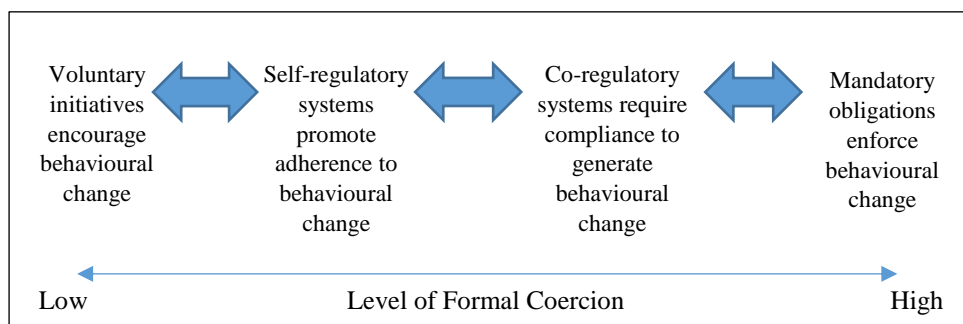 Voluntary
initiatives
encourage
behavioural
change
Self-regulatory
systems
promote
adherence to
behavioural
change
Co-regulatory
systems require
compliance to
generate
behavioural
change
Mandatory
obligations
enforce
behavioural
change
Low Level of Formal Coercion High